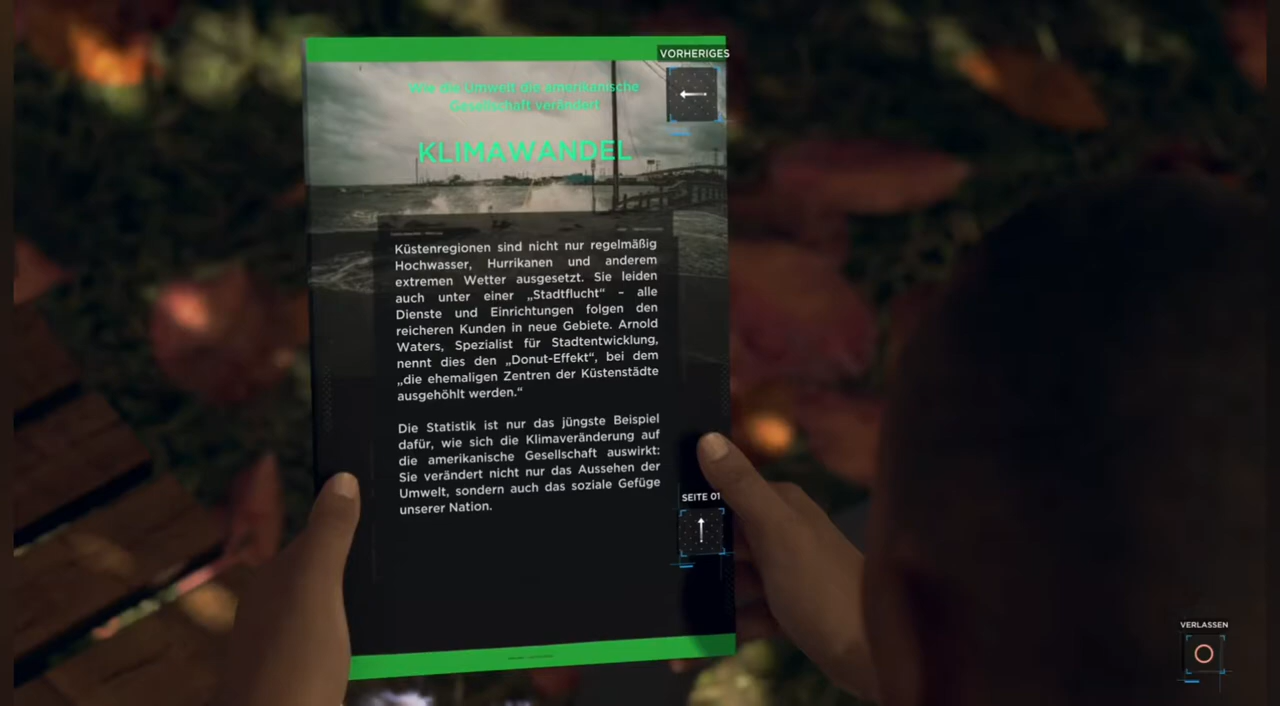 VORHERIGES
Wie die Umwelt die amerikanische
Gesellschaft verändert
KLIMAWANDEL
Küstenregionen sind nicht nur regelmäßig
Hochwasser, Hurrikanen und anderem
extremen Wetter ausgesetzt. Sie leiden
auch unter einer „Stadtflucht“ – alle
Dienste und Einrichtungen folgen den
reicheren Kunden in neue Gebiete. Arnold
Waters, Spezialist für Stadtentwicklung,
nennt dies den „Donut-Effekt“, bei dem
„die ehemaligen Zentren der Küstenstädte
ausgehöhlt werden.“
Die Statistik ist nur das jüngste Beispiel
dafür, wie sich die Klimaveränderung auf
die amerikanische Gesellschaft auswirkt:
Sie verändert nicht nur das Aussehen der
Umwelt, sondern auch das soziale Gefüge
unserer Nation.
SEITE 01
VERLASSEN